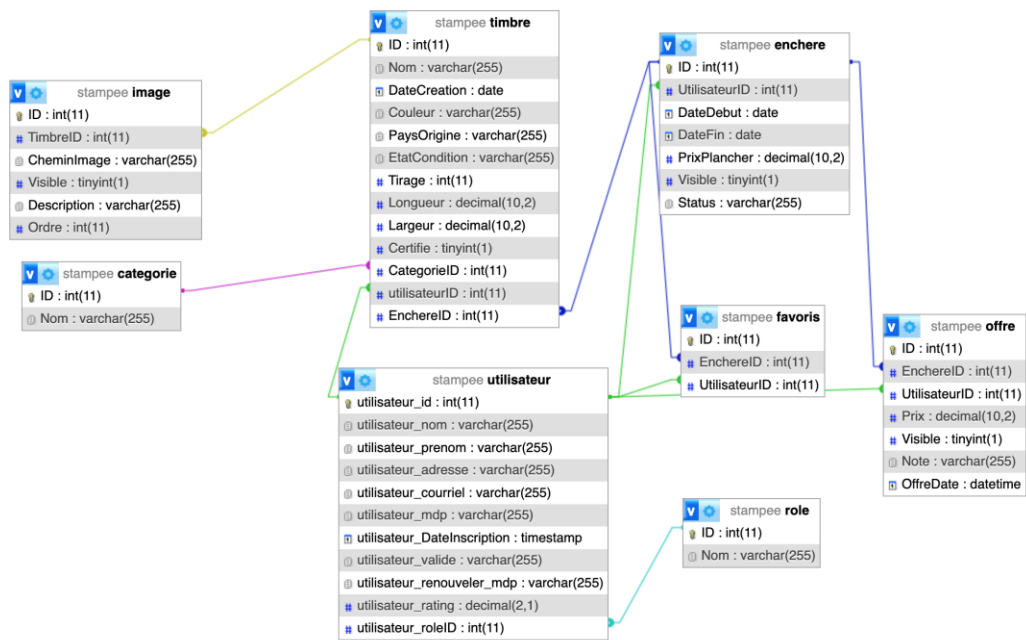 stampee timbre
ID : int(11)
Nom : varchar(255)
DateCreation : date
Couleur : varchar(255)
PaysOrigine : varchar(255)
EtatCondition : varchar(255)
Tirage : int(11)
Longueur : decimal(10,2)
Largeur : decimal(10,2)
Certifie : tinyint(1)
CategorieID : int(11)
utilisateurID : int(11)
EnchereID : int(11)
stampee enchere
ID : int(11)
UtilisateurID : int(11)
DateDebut : date
DateFin : date
PrixPlancher : decimal(10,2)
Visible : tinyint(1)
Status : varchar(255)
stampee image
ID : int(11)
TimbreID : int(11)
CheminImage : varchar(255)
Visible : tinyint(1)
Description : varchar(255)
Ordre : int(11)
stampee categorie
ID : int(11)
Nom : varchar(255)
stampee favoris
ID : int(11)
EnchereID : int(11)
UtilisateurID : int(11)
stampee offre
ID : int(11)
EnchereID : int(11)
UtilisateurID : int(11)
Prix : decimal(10,2)
Visible : tinyint(1)
Note : varchar(255)
OffreDate : datetime
stampee utilisateur
utilisateur_id : int(11)
utilisateur_nom : varchar(255)
utilisateur_prenom : varchar(255)
utilisateur_adresse : varchar(255)
utilisateur_courriel : varchar(255)
utilisateur_mdp : varchar(255)
utilisateur_DateInscription : timestamp
utilisateur_valide : varchar(255)
utilisateur_renouveler_mdp : varchar(255)
utilisateur_rating : decimal(2,1)
utilisateur_roleID : int(11)
stampee role
ID : int(11)
Nom : varchar(255)